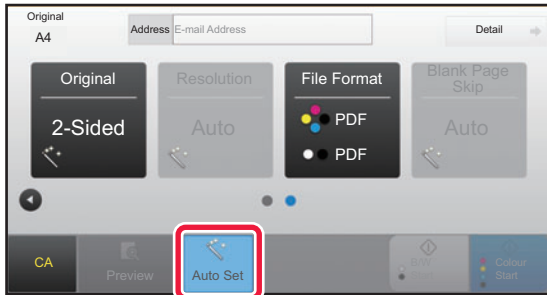 Original
A4
Address E-mail Address
Detail
Original
2-Sided
Resolution
Auto
File Format
PDF
PDF
Blank Page
Skip
Auto
CA
Preview
Auto Set
B/W
Start
Colour
Start